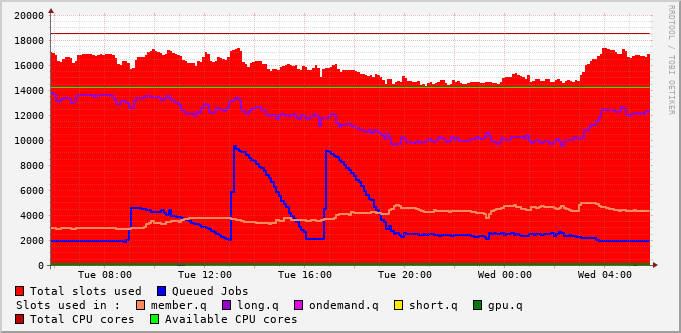 20000
18000
16000
14000
12000
10000
8000
6000
4000
2000
0
Tue 08:00 Tue 12:00 Tue 16:00 Tue 20:00 Wed 00:00 Wed 04:00
RRDTOOL / TOBI OETIKER
Total slots used Queued Jobs
Slots used in : member.q long.q ondemand.q short.q gpu.q
Total CPU cores Available CPU cores